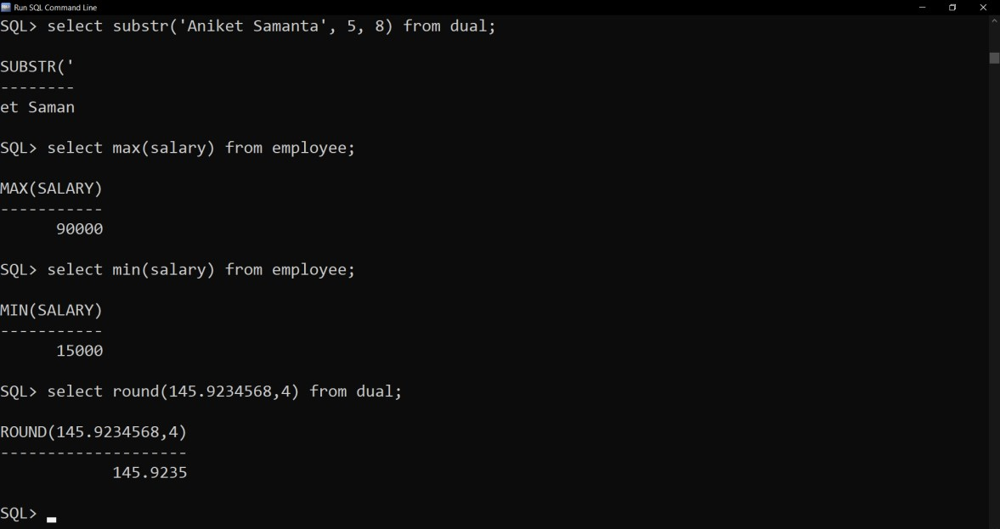 Run SQL Command Line
SQL> select substr('Aniket Samanta', 5, 8) from dual;
SUBSTR('
--------
et Saman
SQL> select max(salary) from employee;
MAX(SALARY)
-----------
90000
SQL> select min(salary) from employee;
MIN(SALARY)
-----------
15000
SQL> select round(145.9234568,4) from dual;
ROUND(145.9234568,4)
--------------------
145.9235
SQL>